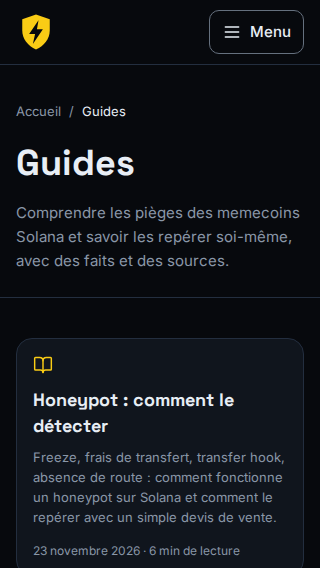 Menu
Accueil / Guides
Guides
Comprendre les pièges des memecoins
Solana et savoir les repérer soi-même,
avec des faits et des sources.
Honeypot : comment le
détecter
Freeze, frais de transfert, transfer hook,
absence de route : comment fonctionne
un honeypot sur Solana et comment le
repérer avec un simple devis de vente.
23 novembre 2026 · 6 min de lecture